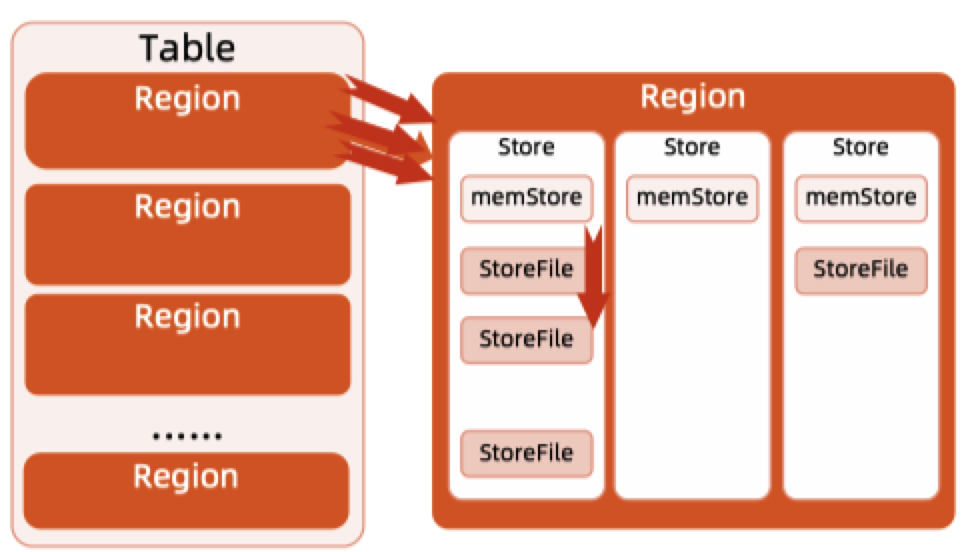 Table
Region
Region
Region
......
Region
Region
Store
memStore
StoreFile
StoreFile
StoreFile
Store
memStore
Store
memStore
StoreFile